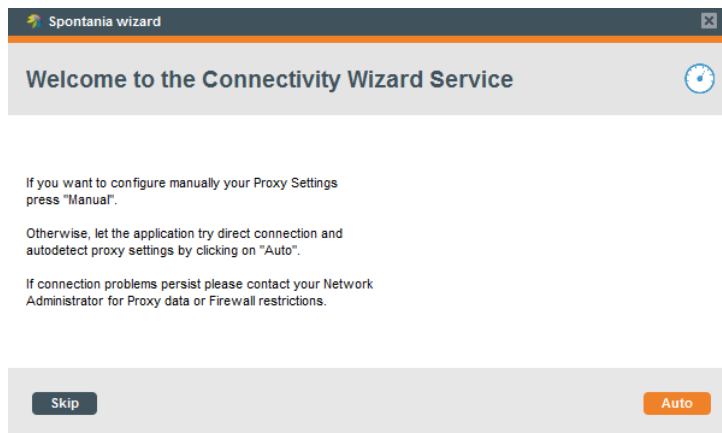 Spontania wizard
Welcome to the Connectivity Wizard Service
If you want to configure manually your Proxy Settings
press "Manual".
Otherwise, let the application try direct connection and
autodetect proxy settings by clicking on "Auto".
If connection problems persist please contact your Network
Administrator for Proxy data or Firewall restrictions.
Skip
Auto